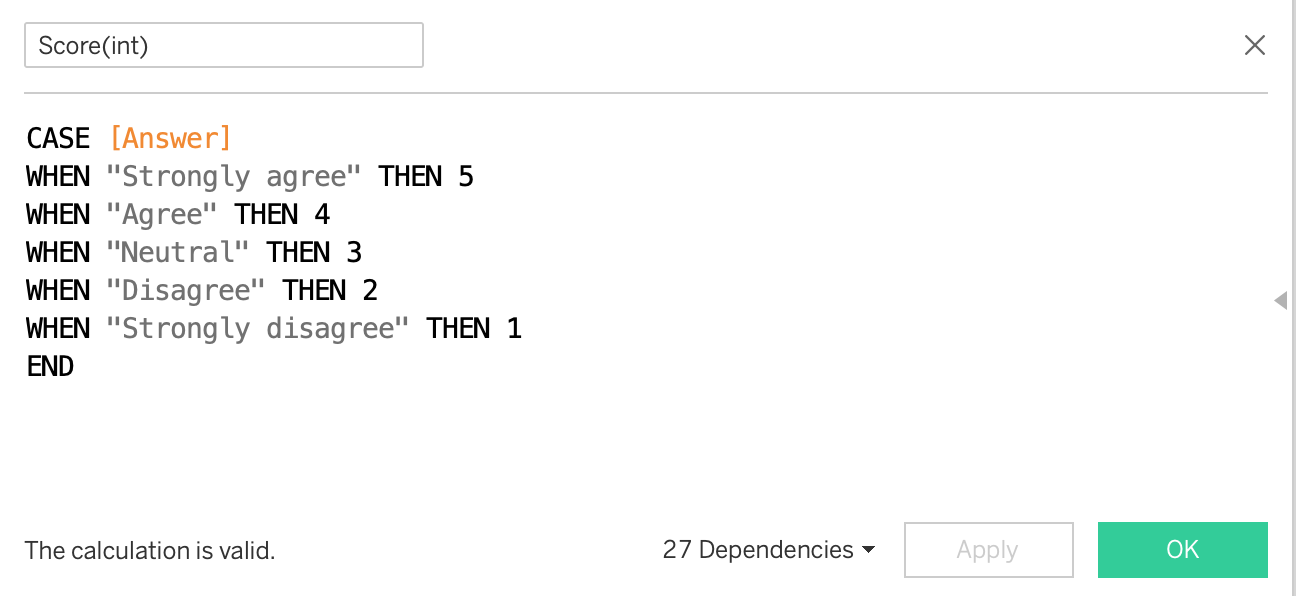 Score(int)
CASE [Answer]
WHEN "Strongly agree" THEN 5
WHEN "Agree" THEN 4
WHEN "Neutral" THEN 3
WHEN "Disagree" THEN 2
WHEN "Strongly disagree" THEN 1
END
The calculation is valid.
27 Dependencies
Apply
OK